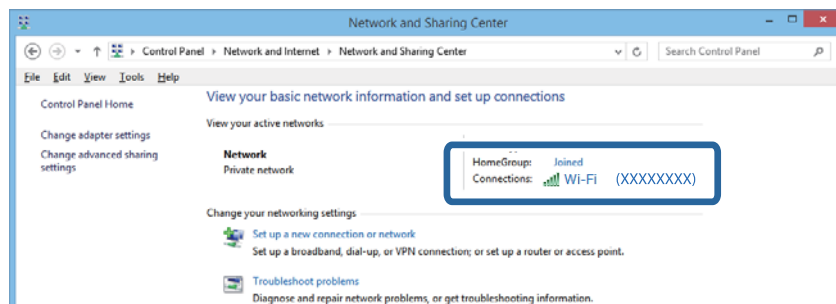 Network and Sharing Center
Control Panel Network and Internet Network and Sharing Center
Search Control Panel
File Edit View Tools Help
Control Panel Home
Change adapter settings
Change advanced sharing
settings
View your basic network information and set up connections
View your active networks
Network
Private network
HomeGroup: Joined
Connections: Wi-Fi (XXXXXXXX)
Change your networking settings
Set up a new connection or network
Set up a broadband, dial-up, or VPN connection; or set up a router or access point.
Troubleshoot problems
Diagnose and repair network problems, or get troubleshooting information.